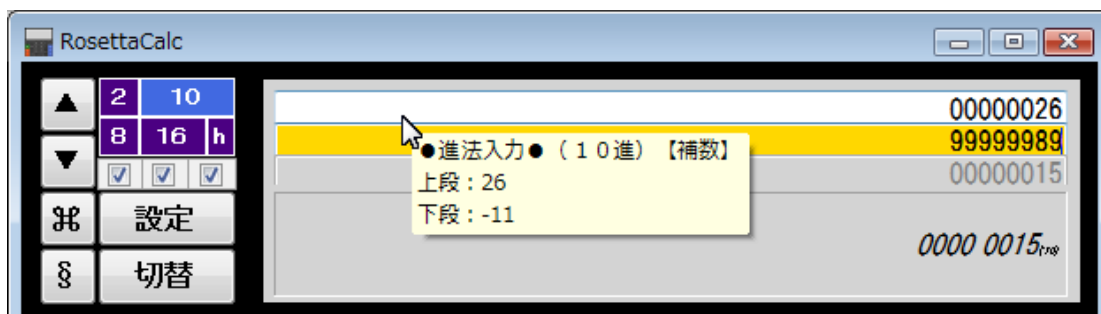 RosettaCalc
▲ 2 10
8 16 h
▼
⌘ 設定
§ 切替
00000026
99999989
00000015
●進法入力●（１０進）【補数】
上段：26
下段：-11
0000 0015